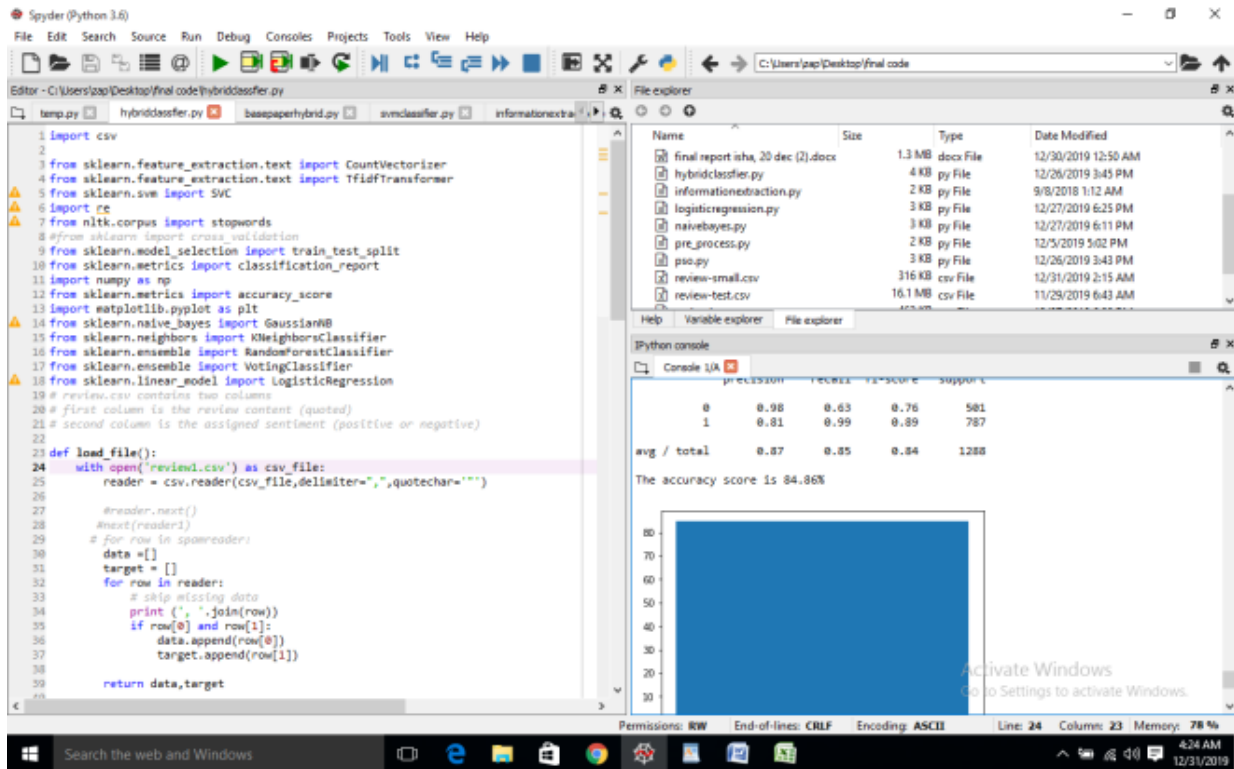 Spyder (Python 3.6)
File Edit Search Source Run Debug Consoles Projects Tools View Help
C:\Users\zap\Desktop\final code
Editor - C:\Users\zap\Desktop\final code\hybridclassfier.py
temp.py hybridclassfier.py basepaperhybrid.py svmclassifier.py informationextra
1 import csv
2
3 from sklearn.feature_extraction.text import CountVectorizer
4 from sklearn.feature_extraction.text import TfidfTransformer
5 from sklearn.svm import SVC
6 import re
7 from nltk.corpus import stopwords
8 #from sklearn import cross_validation
9 from sklearn.model_selection import train_test_split
10 from sklearn.metrics import classification_report
11 import numpy as np
12 from sklearn.metrics import accuracy_score
13 import matplotlib.pyplot as plt
14 from sklearn.naive_bayes import GaussianNB
15 from sklearn.neighbors import KNeighborsClassifier
16 from sklearn.ensemble import RandomForestClassifier
17 from sklearn.ensemble import VotingClassifier
18 from sklearn.linear_model import LogisticRegression
19 # review.csv contains two columns
20 # first column is the review content (quoted)
21 # second column is the assigned sentiment (positive or negative)
22
23 def load_file():
24 with open('review1.csv') as csv_file:
25 reader = csv.reader(csv_file,delimiter=",",quotechar='"')
26
27 #reader.next()
28 #next(reader1)
29 # for row in spamreader:
30 data =[]
31 target = []
32 for row in reader:
33 # skip missing data
34 print (', '.join(row))
35 if row[0] and row[1]:
36 data.append(row[0])
37 target.append(row[1])
38
39 return data,target
File explorer
Name Size Type Date Modified
final report isha, 20 dec (2).docx 1.3 MB docx File 12/30/2019 12:50 AM
hybridclassfier.py 4 KB py File 12/26/2019 3:45 PM
informationextraction.py 2 KB py File 9/8/2018 1:12 AM
logisticregression.py 3 KB py File 12/27/2019 6:25 PM
naivebayes.py 3 KB py File 12/27/2019 6:11 PM
pre_process.py 2 KB py File 12/5/2019 5:02 PM
pso.py 3 KB py File 12/26/2019 3:43 PM
review-small.csv 316 KB csv File 12/31/2019 2:15 AM
review-test.csv 16.1 MB csv File 11/29/2019 6:43 AM
Help Variable explorer File explorer
IPython console
Console 1/A
precision recall f1-score support
0 0.98 0.63 0.76 501
1 0.81 0.99 0.89 787
avg / total 0.87 0.85 0.84 1288
The accuracy score is 84.86%
80
70
60
50
40
30
20
10
Activate Windows
Go to Settings to activate Windows.
Permissions: RW End-of-lines: CRLF Encoding: ASCII Line: 24 Column: 23 Memory: 78 %
Search the web and Windows
4:24 AM
12/31/2019